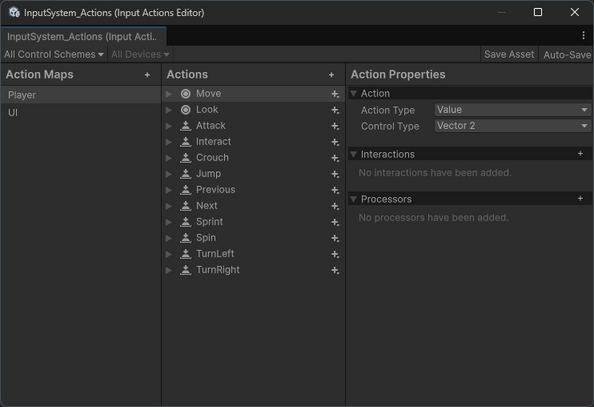 InputSystem_Actions (Input Actions Editor)
InputSystem_Actions (Input Acti..
All Control Schemes All Devices Save Asset Auto-Save
Action Maps +
Player
UI
Actions +
Move
Look
Attack
Interact
Crouch
Jump
Previous
Next
Sprint
Spin
TurnLeft
TurnRight
Action Properties
Action
Action Type Value
Control Type Vector 2
Interactions +
No interactions have been added.
Processors +
No processors have been added.